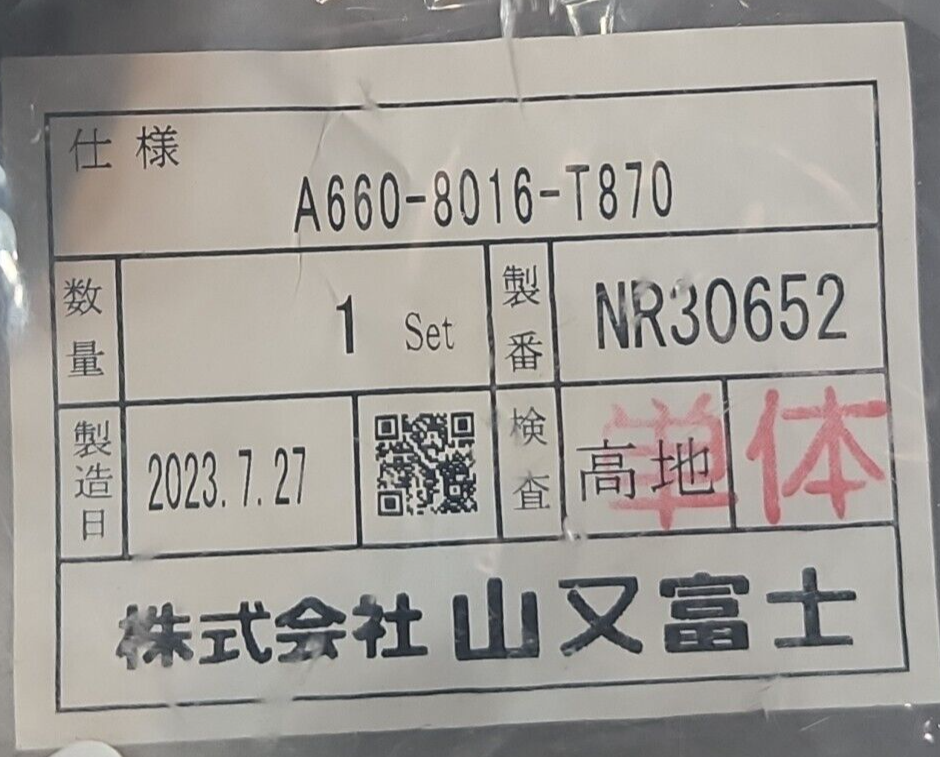 仕様
A660-8016-T870
数量
1 Set
製番
NR30652
製造日
2023.7.27
検査
高地
単体
株式会社山又富士